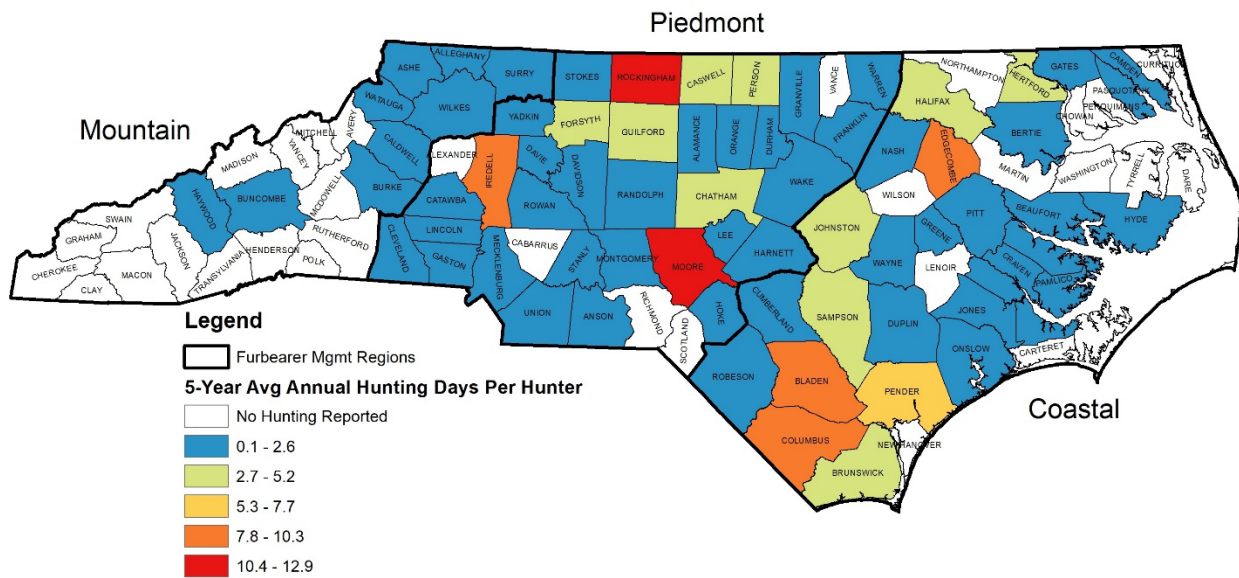 Piedmont
Mountain
Coastal
ALLEGHANY
ASHE
SURRY
STOKES
ROCKINGHAM
CASWELL
PERSON
GRANVILLE
VANCE
WARREN
NORTHAMPTON
HERTFORD
GATES
CAMDEN
CURRITUCK
PASQUOTANK
PERQUIMANS
CHOWAN
WATAUGA
WILKES
YADKIN
FORSYTH
GUILFORD
ALAMANCE
ORANGE
DURHAM
FRANKLIN
HALIFAX
BERTIE
MITCHELL
AVERY
YANCEY
MADISON
CALDWELL
LEXANDER
IREDELL
DAVIE
DAVIDSON
RANDOLPH
CHATHAM
WAKE
NASH
EDGECOMBE
MARTIN
WASHINGTON
TYRRELL
DARE
HAYWOOD
BUNCOMBE
MCDOWELL
BURKE
CATAWBA
ROWAN
WILSON
JOHNSTON
GREENE
PITT
BEAUFORT
HYDE
SWAIN
GRAHAM
JACKSON
HENDERSON
RUTHERFORD
POLK
TRANSYLVANIA
CLEVELAND
LINCOLN
GASTON
MECKLENBURG
CABARRUS
STANLY
MONTGOMERY
MOORE
LEE
HARNETT
WAYNE
LENOIR
CRAVEN
PAMLICO
CHEROKEE
CLAY
MACON
UNION
ANSON
RICHMOND
SCOTLAND
HOKE
CUMBERLAND
SAMPSON
DUPLIN
JONES
ONSLOW
CARTERET
ROBESON
BLADEN
PENDER
COLUMBUS
NEW HANOVER
BRUNSWICK
Legend
Furbearer Mgmt Regions
5-Year Avg Annual Hunting Days Per Hunter
No Hunting Reported
0.1 - 2.6
2.7 - 5.2
5.3 - 7.7
7.8 - 10.3
10.4 - 12.9